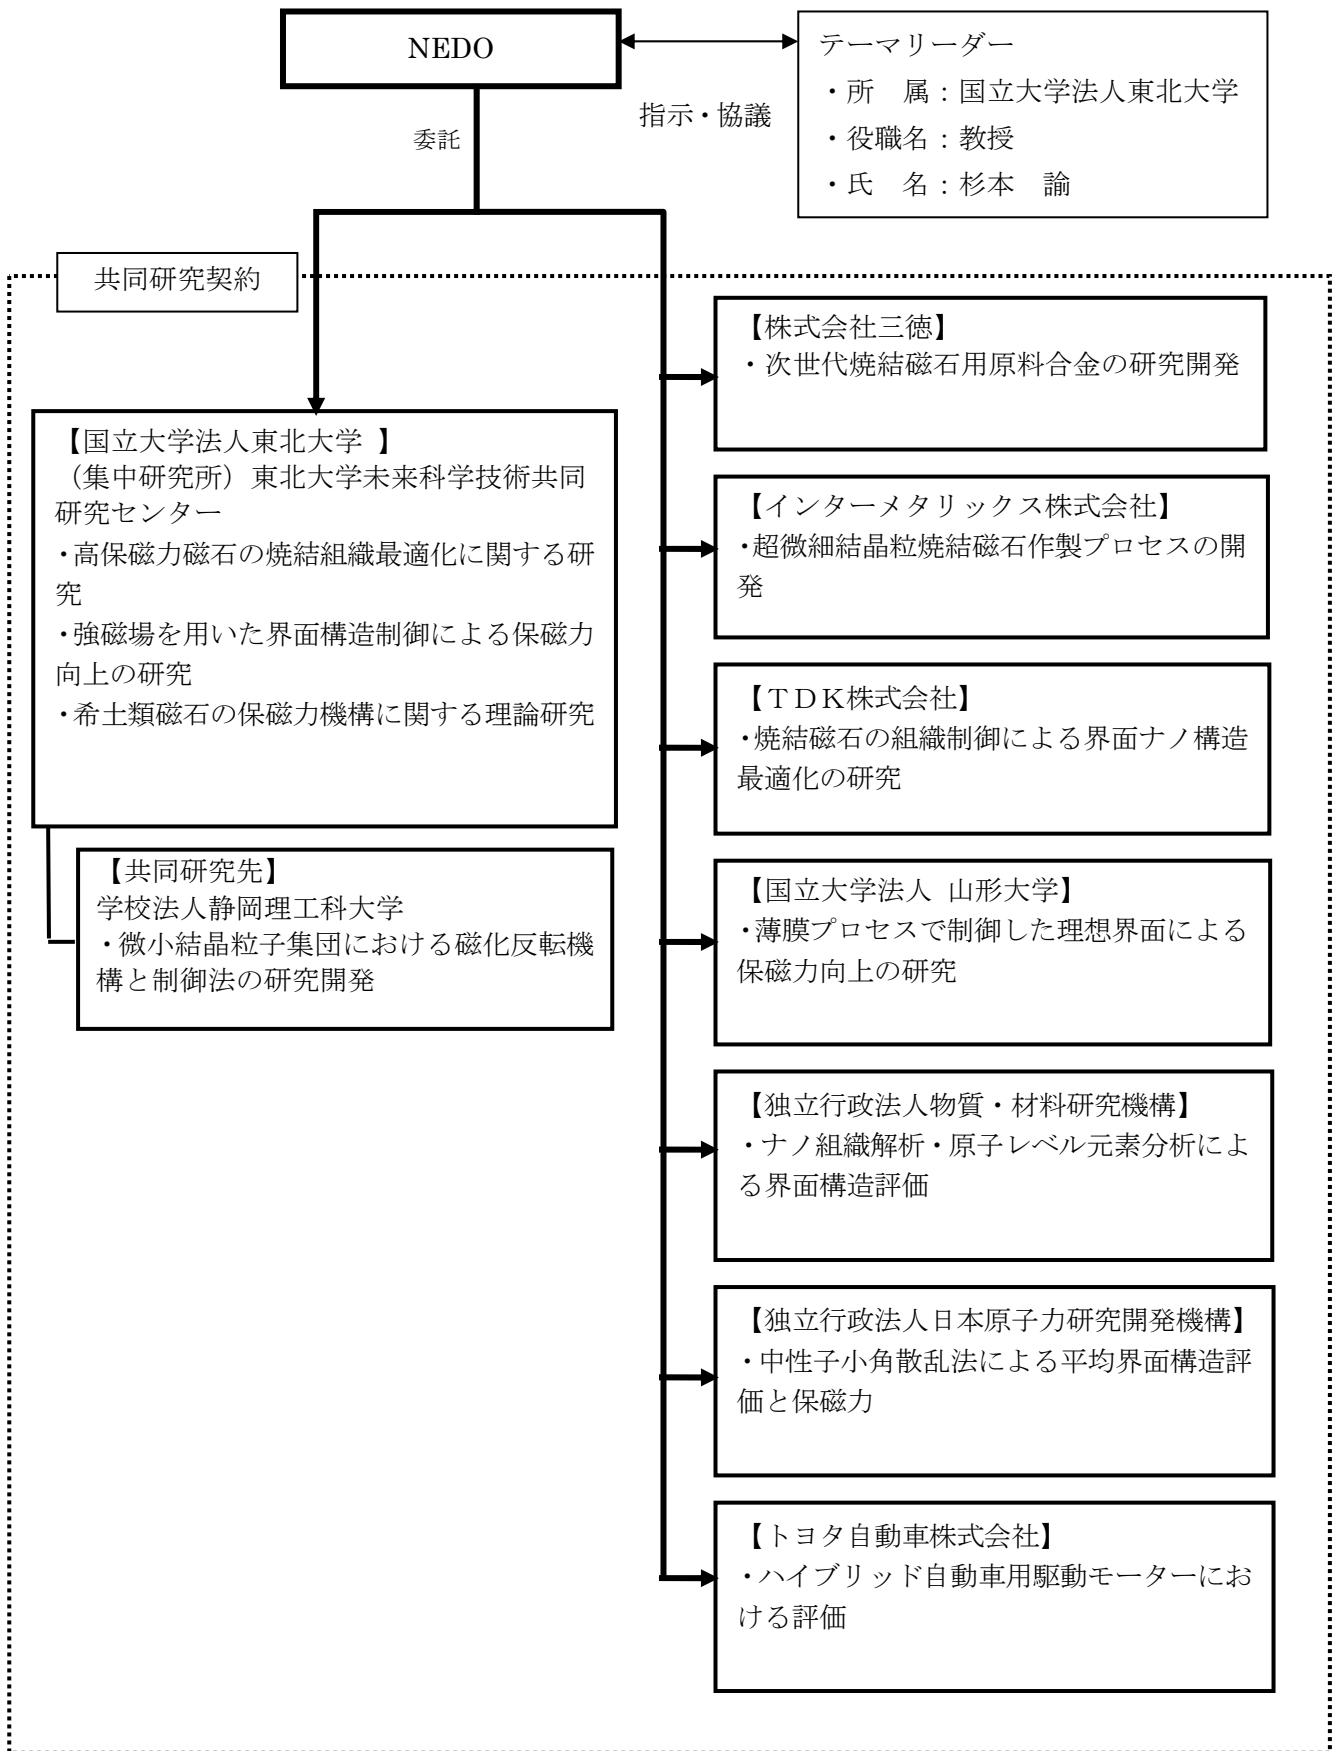 NEDO
テーマリーダー
・所　属：国立大学法人東北大学
・役職名：教授
・氏　名：杉本　諭
指示・協議
委託
共同研究契約
【国立大学法人東北大学 】
（集中研究所）東北大学未来科学技術共同
研究センター
・高保磁力磁石の焼結組織最適化に関する研
究
・強磁場を用いた界面構造制御による保磁力
向上の研究
・希土類磁石の保磁力機構に関する理論研究
【共同研究先】
学校法人静岡理工科大学
・微小結晶粒子集団における磁化反転機
構と制御法の研究開発
【株式会社三徳】
・次世代焼結磁石用原料合金の研究開発
【インターメタリックス株式会社】
・超微細結晶粒焼結磁石作製プロセスの開
発
【ＴＤＫ株式会社】
・焼結磁石の組織制御による界面ナノ構造
最適化の研究
【国立大学法人 山形大学】
・薄膜プロセスで制御した理想界面による
保磁力向上の研究
【独立行政法人物質・材料研究機構】
・ナノ組織解析・原子レベル元素分析によ
る界面構造評価
【独立行政法人日本原子力研究開発機構】
・中性子小角散乱法による平均界面構造評
価と保磁力
【トヨタ自動車株式会社】
・ハイブリッド自動車用駆動モーターにお
ける評価